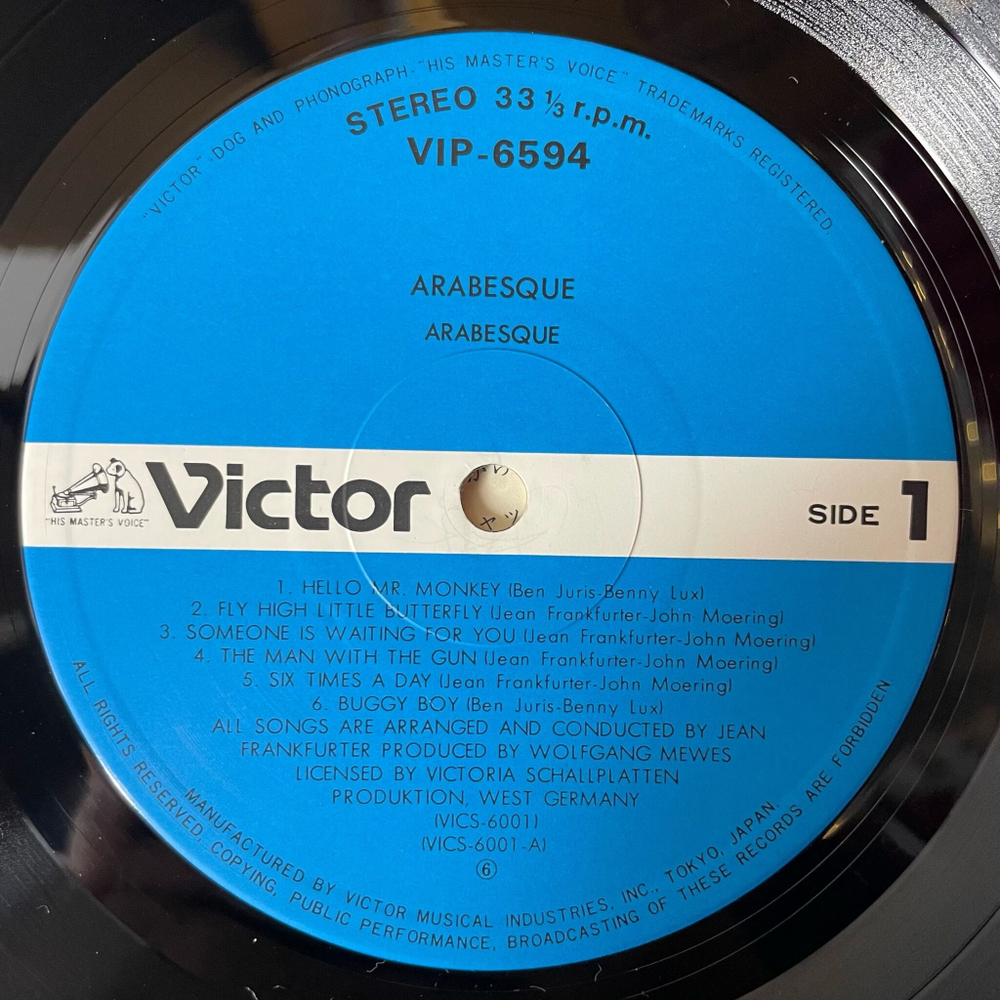 "VICTOR" -DOG AND PHONOGRAPH-"HIS MASTER'S VOICE" TRADEMARKS REGISTERED.
STEREO 33 ⅓ r.p.m.
VIP-6594
ARABESQUE
ARABESQUE
"HIS MASTER'S VOICE"
Victor
SIDE 1
1. HELLO MR. MONKEY (Ben Juris-Benny Lux)
2. FLY HIGH LITTLE BUTTERFLY (Jean Frankfurter-John Moering)
3. SOMEONE IS WAITING FOR YOU (Jean Frankfurter-John Moering)
4. THE MAN WITH THE GUN (Jean Frankfurter-John Moering)
5. SIX TIMES A DAY (Jean Frankfurter-John Moering)
6. BUGGY BOY (Ben Juris-Benny Lux)
ALL SONGS ARE ARRANGED AND CONDUCTED BY JEAN
FRANKFURTER PRODUCED BY WOLFGANG MEWES
LICENSED BY VICTORIA SCHALLPLATTEN
PRODUKTION, WEST GERMANY
(VICS-6001)
(VICS-6001-A)
⑥
MANUFACTURED BY VICTOR MUSICAL INDUSTRIES, INC., TOKYO, JAPAN.
ALL RIGHTS RESERVED, COPYING, PUBLIC PERFORMANCE, BROADCASTING OF THESE RECORDS ARE FORBIDDEN